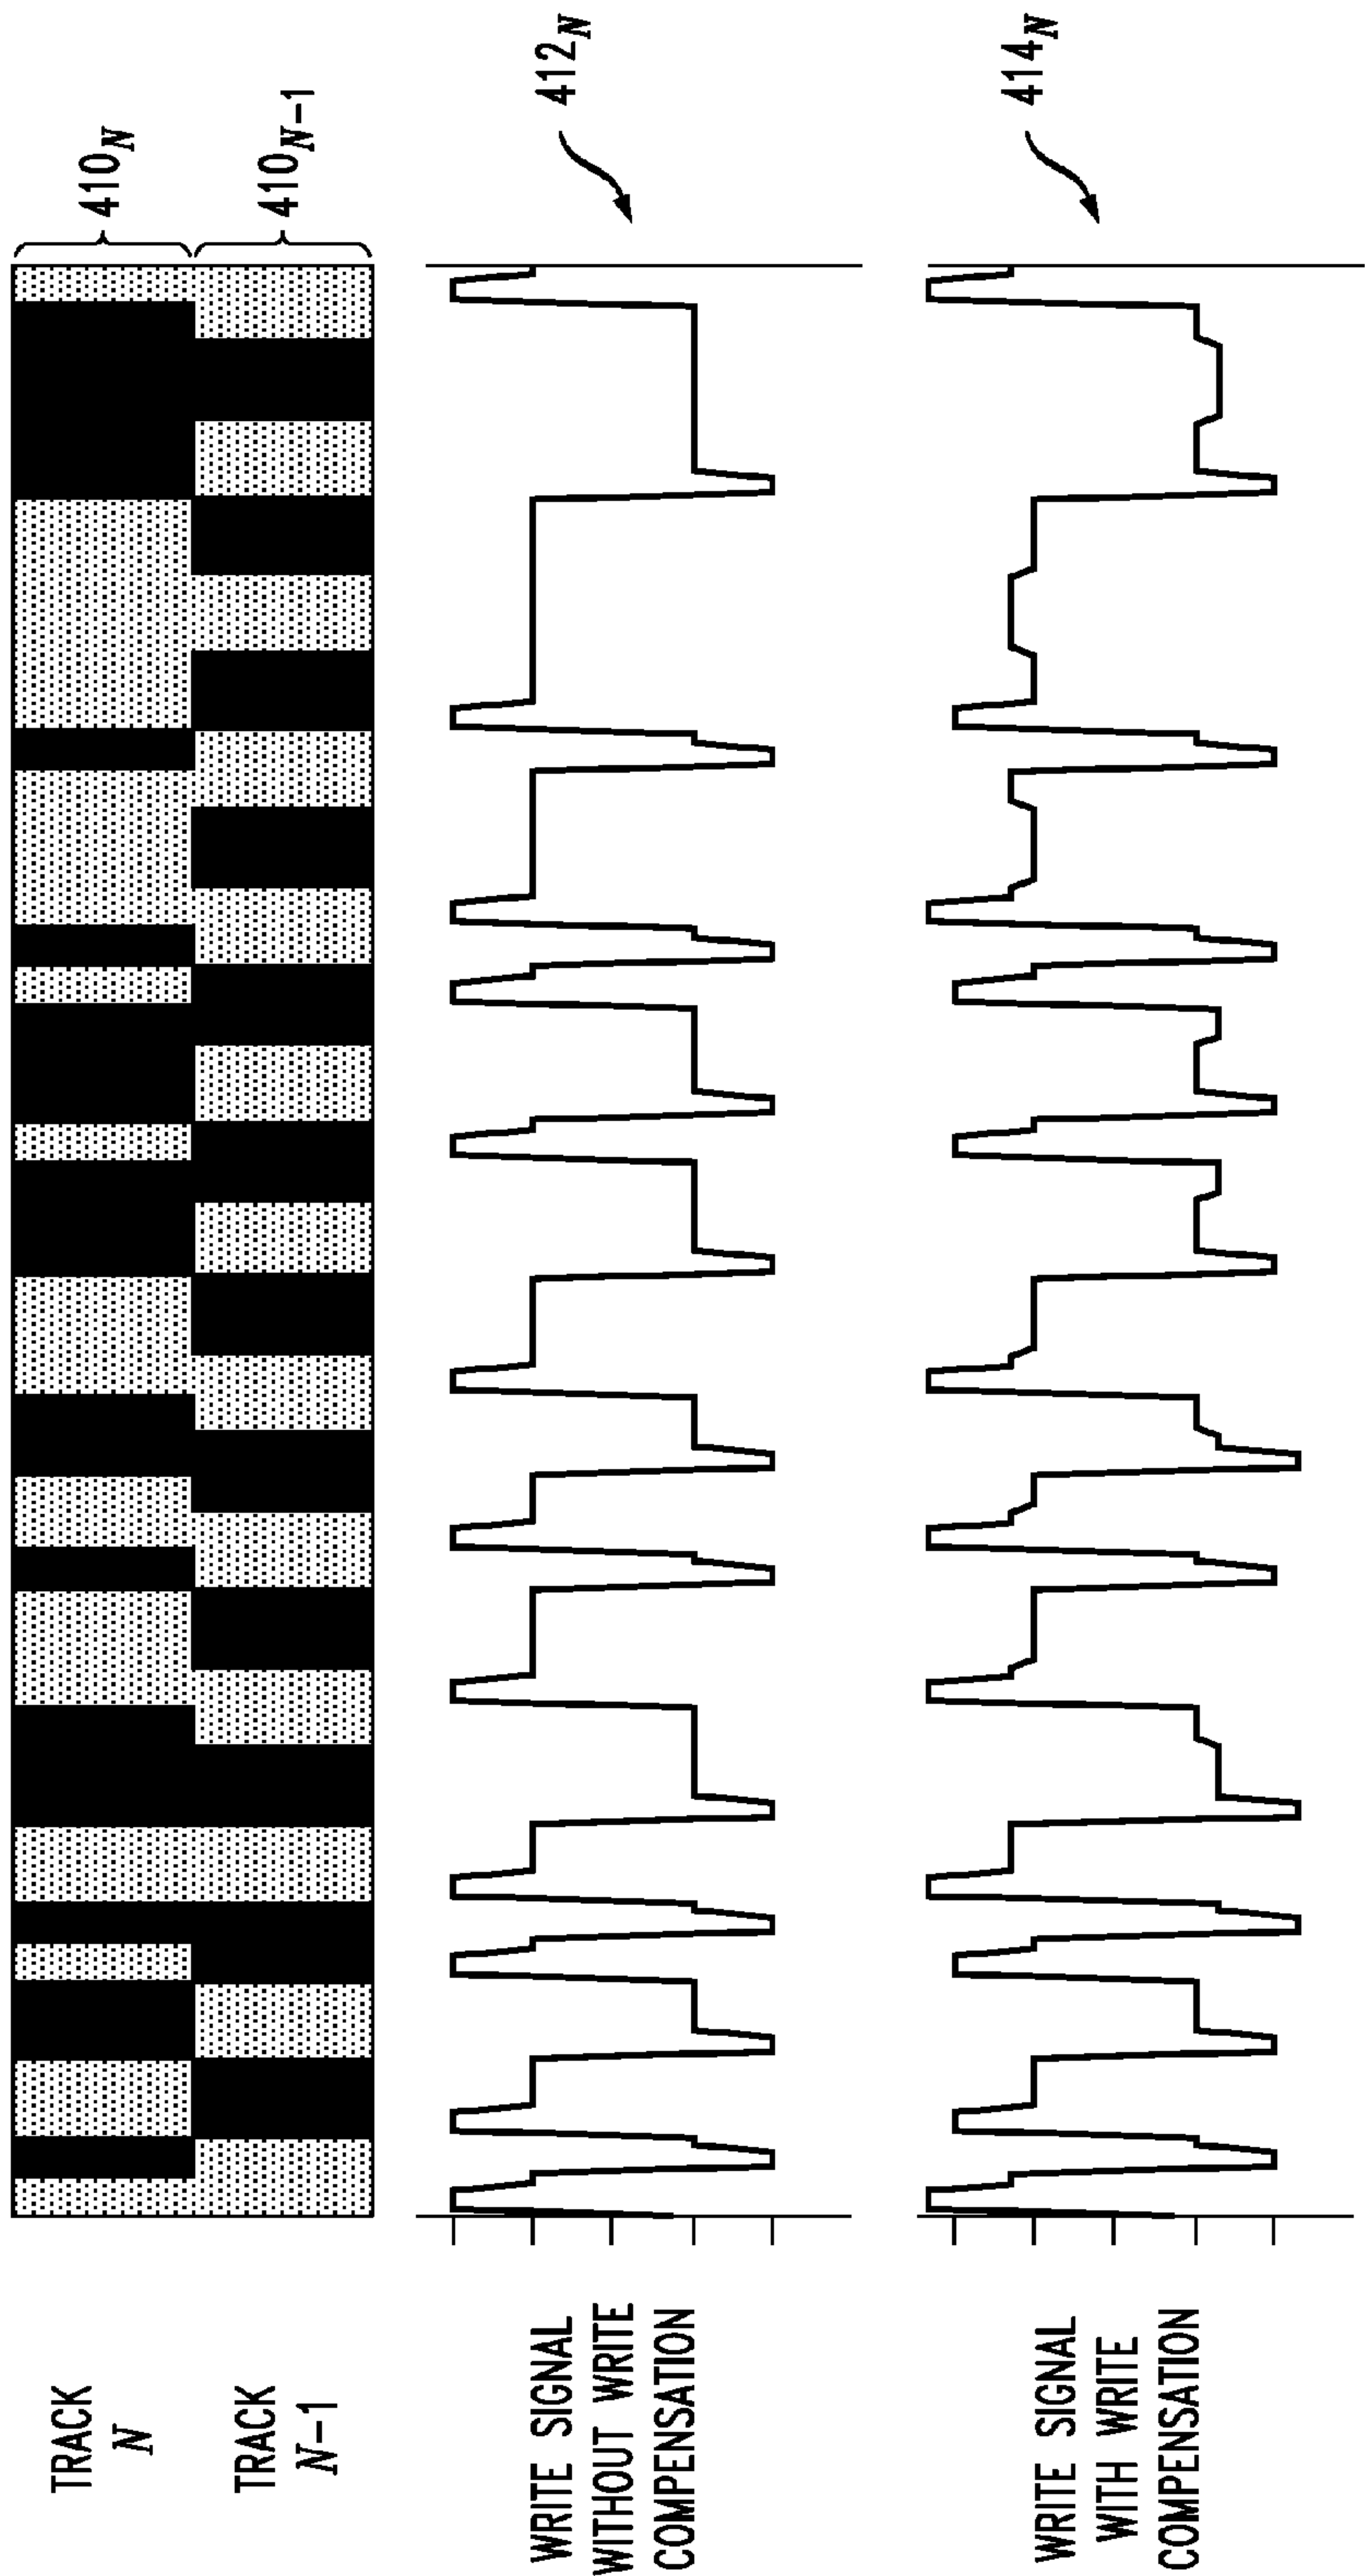 TRACK
N
TRACK
N-1
410N
410N-1
WRITE SIGNAL
WITHOUT WRITE
COMPENSATION
412N
WRITE SIGNAL
WITH WRITE
COMPENSATION
414N